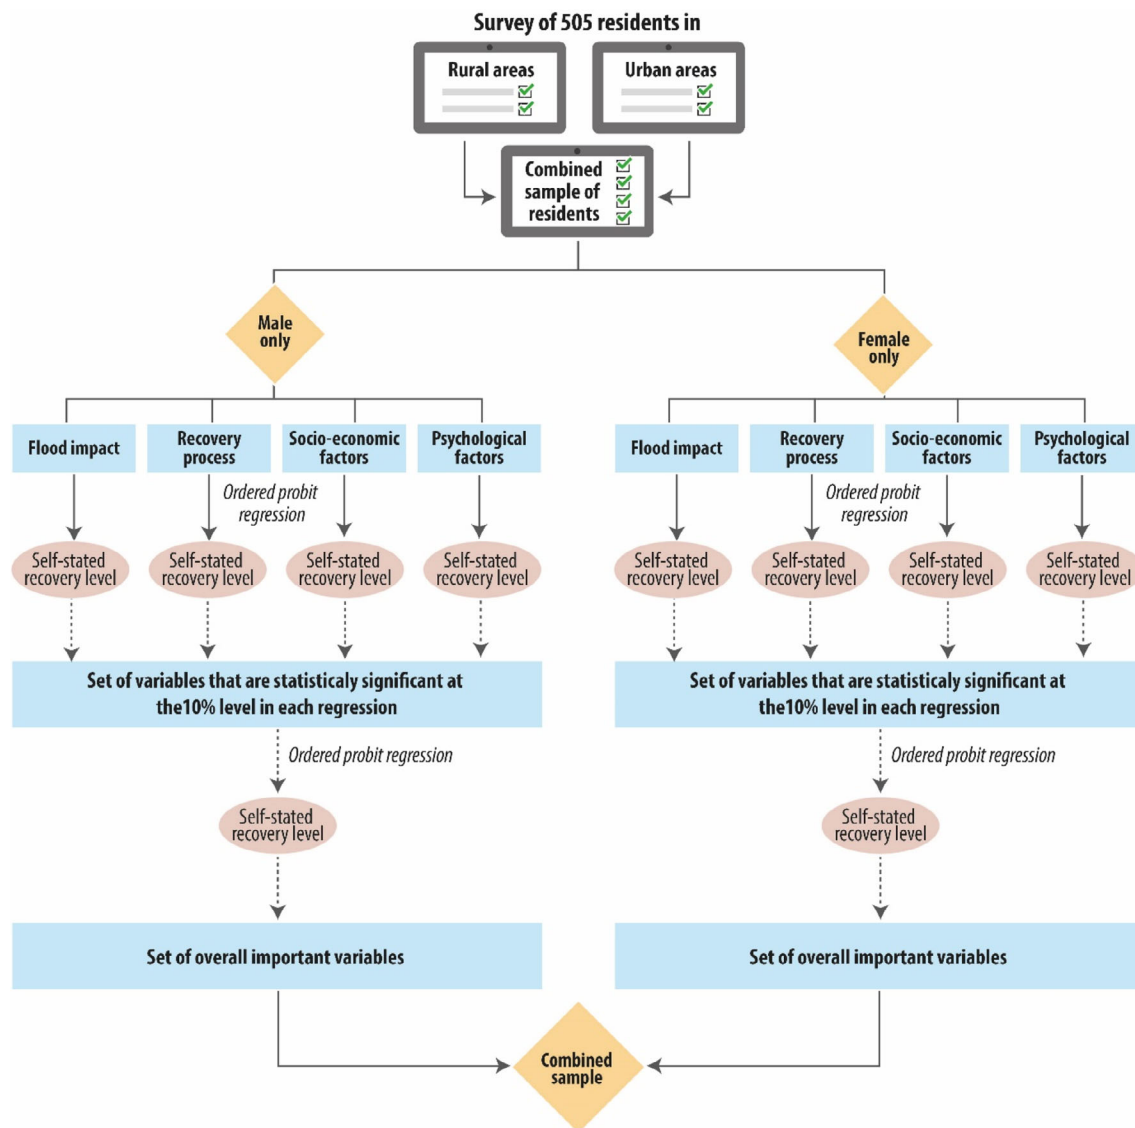 Survey of 505 residents in
Rural areas
Urban areas
Combined
sample of
residents
Male
only
Female
only
Flood impact
Recovery
process
Socio-economic
factors
Psychological
factors
Flood impact
Recovery
process
Socio-economic
factors
Psychological
factors
Ordered probit
regression
Ordered probit
regression
Self-stated
recovery level
Self-stated
recovery level
Self-stated
recovery level
Self-stated
recovery level
Self-stated
recovery level
Self-stated
recovery level
Self-stated
recovery level
Self-stated
recovery level
Set of variables that are statisticaly significant at
the10% level in each regression
Set of variables that are statisticaly significant at
the10% level in each regression
Ordered probit regression
Ordered probit regression
Self-stated
recovery level
Self-stated
recovery level
Set of overall important variables
Set of overall important variables
Combined
sample